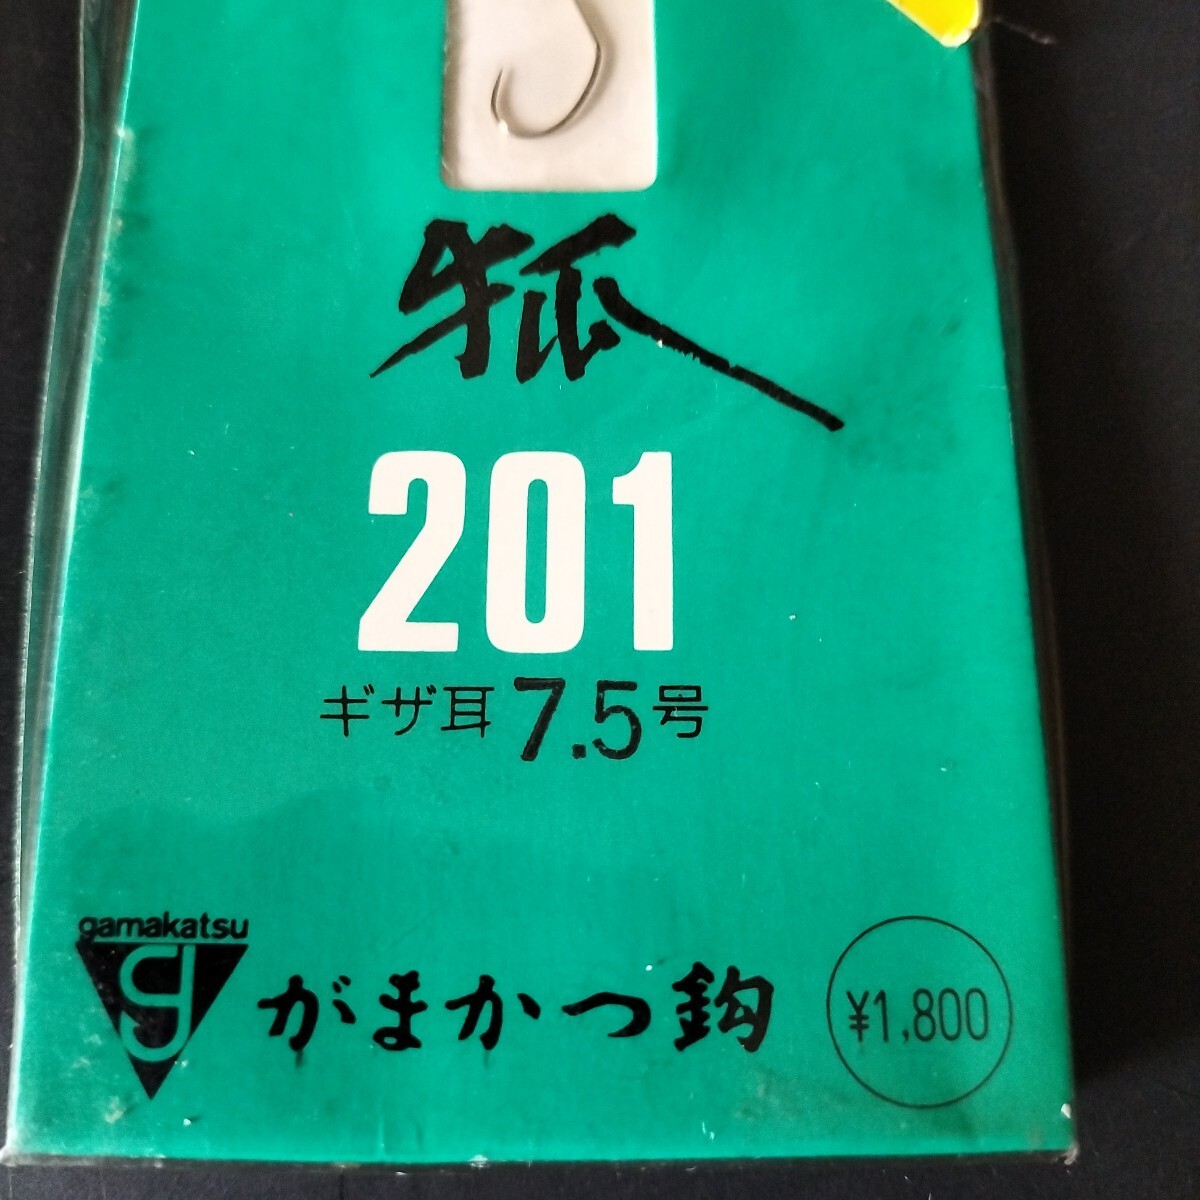 狐
201
ギザ耳 7.5号
gamakatsu
がまかつ鈎
¥1,800